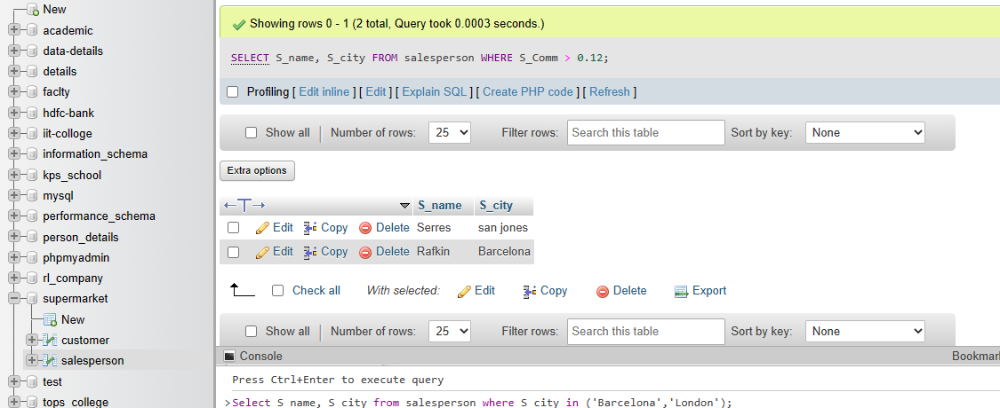 New
academic
data-details
details
faclty
hdfc-bank
iit-colloge
information_schema
kps_school
mysql
performance_schema
person_details
phpmyadmin
rl_company
supermarket
New
customer
salesperson
test
tops_college
Showing rows 0 - 1 (2 total, Query took 0.0003 seconds.)
SELECT S_name, S_city FROM salesperson WHERE S_Comm > 0.12;
Profiling [ Edit inline ] [ Edit ] [ Explain SQL ] [ Create PHP code ] [ Refresh ]
Show all Number of rows: 25 Filter rows: Search this table Sort by key: None
Extra options
S_name S_city
Edit Copy Delete Serres san jones
Edit Copy Delete Rafkin Barcelona
Check all With selected: Edit Copy Delete Export
Show all Number of rows: 25 Filter rows: Search this table Sort by key: None
Console Bookmar
Press Ctrl+Enter to execute query
>Select S_name, S_city from salesperson where S_city in ('Barcelona','London');